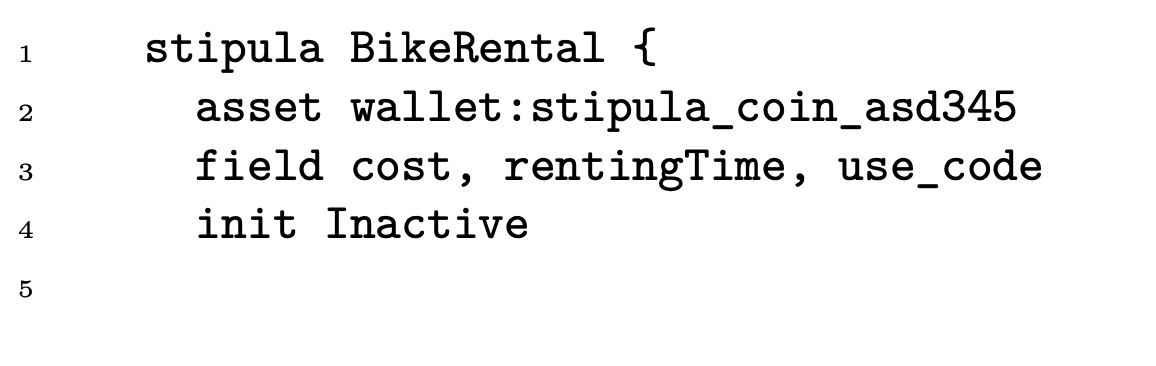 1 stipula BikeRental {
2 asset wallet:stipula_coin_asd345
3 field cost, rentingTime, use_code
4 init Inactive
5